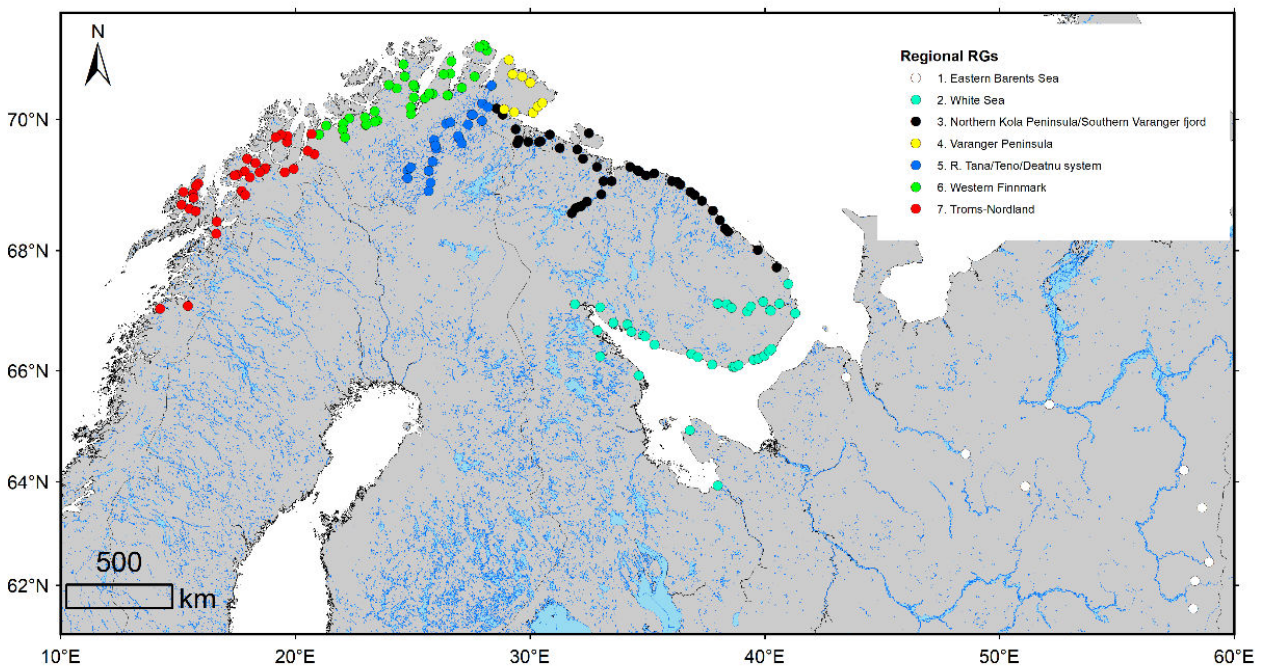 N
Regional RGs
1. Eastern Barents Sea
2. White Sea
3. Northern Kola Peninsula/Southern Varanger fjord
4. Varanger Peninsula
5. R. Tana/Teno/Deatnu system
6. Western Finnmark
7. Troms-Nordland
70°N
68°N
66°N
64°N
62°N
500
km
10°E
20°E
30°E
40°E
50°E
60°E